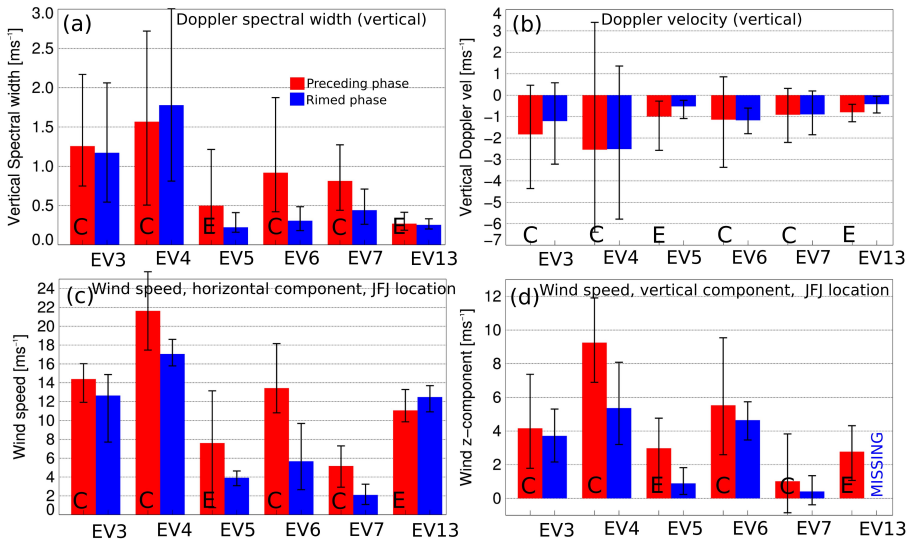 (a) Doppler spectral width (vertical)
Vertical Spectral width [ms⁻¹]
3.0
2.5
2.0
1.5
1.0
0.5
0.0
Preceding phase
Rimed phase
C C E C C E
EV3 EV4 EV5 EV6 EV7 EV13
(b) Doppler velocity (vertical)
Vertical Doppler vel [ms⁻¹]
4
3
2
1
0
−1
−2
−3
−4
−5
−6
−7
C C E C C E
EV3 EV4 EV5 EV6 EV7 EV13
(c) Wind speed, horizontal component, JFJ location
Wind speed [ms⁻¹]
24
22
20
18
16
14
12
10
8
6
4
2
0
C C E C C E
EV3 EV4 EV5 EV6 EV7 EV13
(d) Wind speed, vertical component, JFJ location
Wind z−component [ms⁻¹]
12
10
8
6
4
2
0
C C E C C E
MISSING
EV3 EV4 EV5 EV6 EV7 EV13